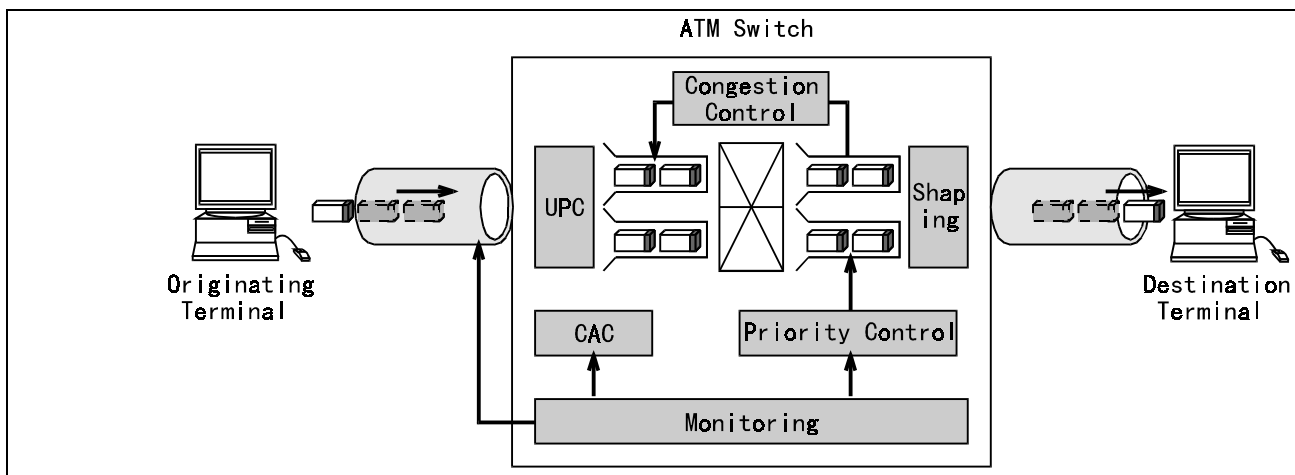 ATM Switch
Congestion
Control
UPC
Shap
ing
Originating
Terminal
Destination
Terminal
CAC
Priority Control
Monitoring